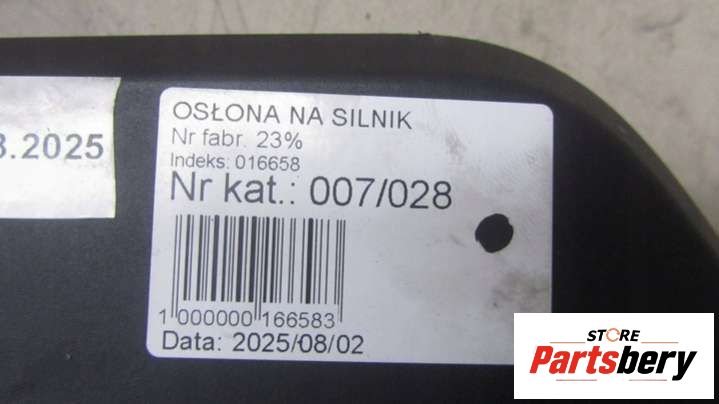 3.2025
OSŁONA NA SILNIK
Nr fabr. 23%
Indeks: 016658
Nr kat.: 007/028
1 000000 166583
Data: 2025/08/02
STORE
Partsbery